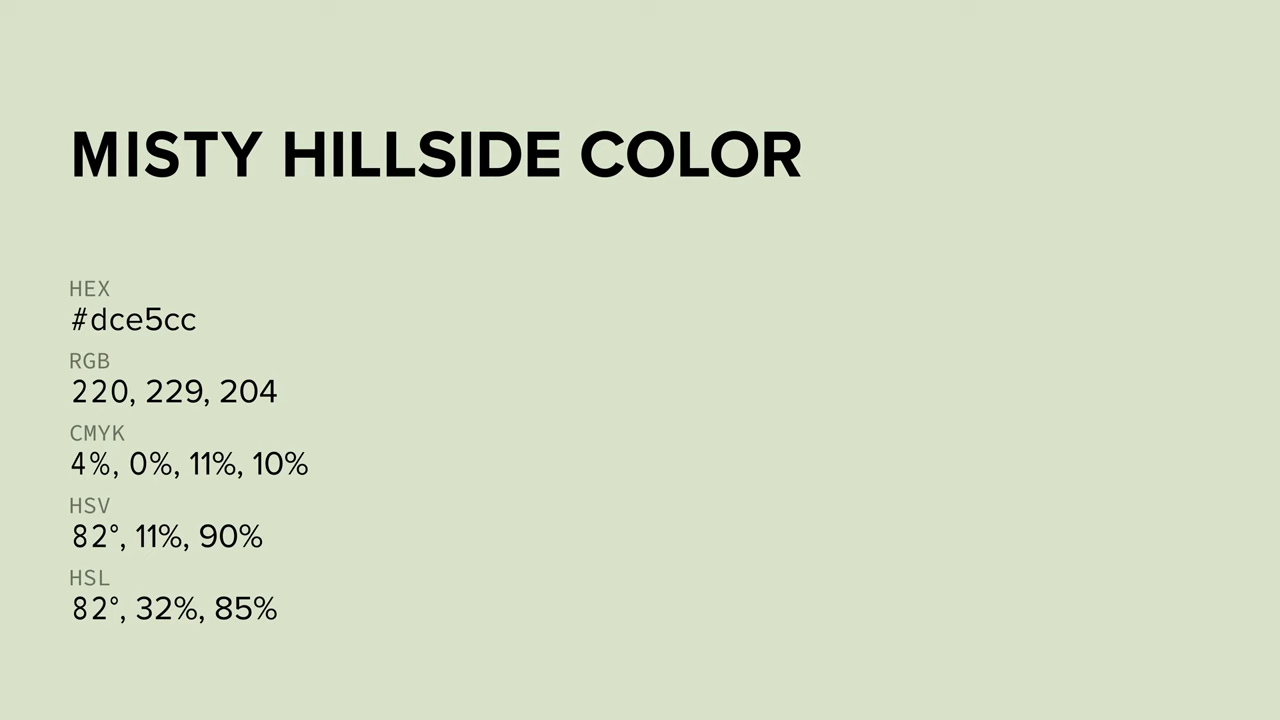 MISTY HILLSIDE COLOR
HEX
#dce5cc
RGB
220, 229, 204
CMYK
4%, 0%, 11%, 10%
HSV
82°, 11%, 90%
HSL
82°, 32%, 85%